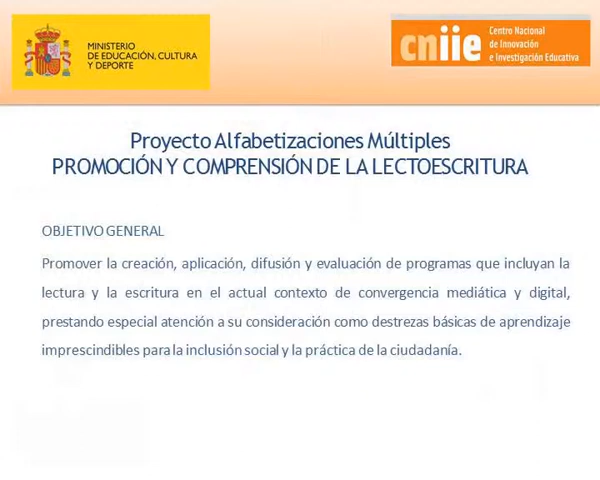 MINISTERIO
DE EDUCACIÓN, CULTURA
Y DEPORTE
cniie
Centro Nacional
de Innovación
e Investigación Educativa
Proyecto Alfabetizaciones Múltiples
PROMOCIÓN Y COMPRENSIÓN DE LA LECTOESCRITURA
OBJETIVO GENERAL
Promover la creación, aplicación, difusión y evaluación de programas que incluyan la
lectura y la escritura en el actual contexto de convergencia mediática y digital,
prestando especial atención a su consideración como destrezas básicas de aprendizaje
imprescindibles para la inclusión social y la práctica de la ciudadanía.